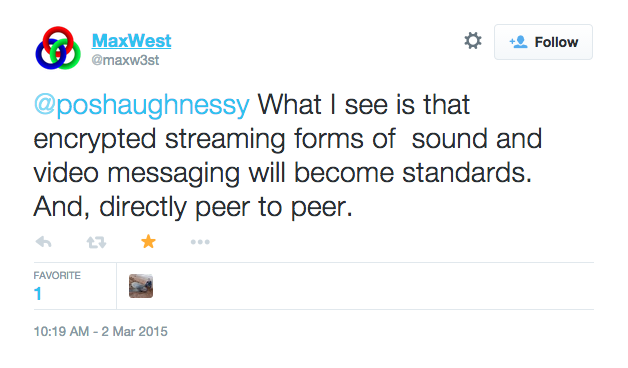 MaxWest
@maxw3st
Follow
@poshaughnessy What I see is that
encrypted streaming forms of  sound and
video messaging will become standards.
And, directly peer to peer.
FAVORITE
1
10:19 AM - 2 Mar 2015